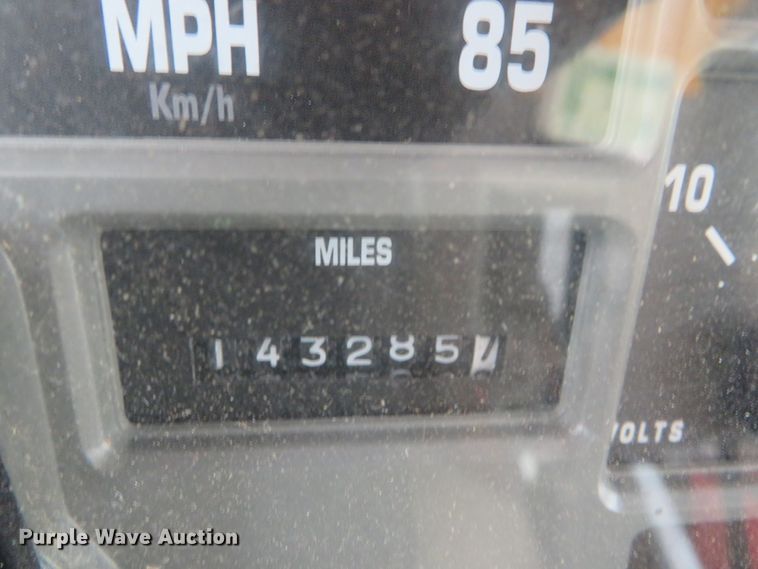 MPH 85
Km/h
10
MILES
143285
VOLTS
Purple Wave Auction